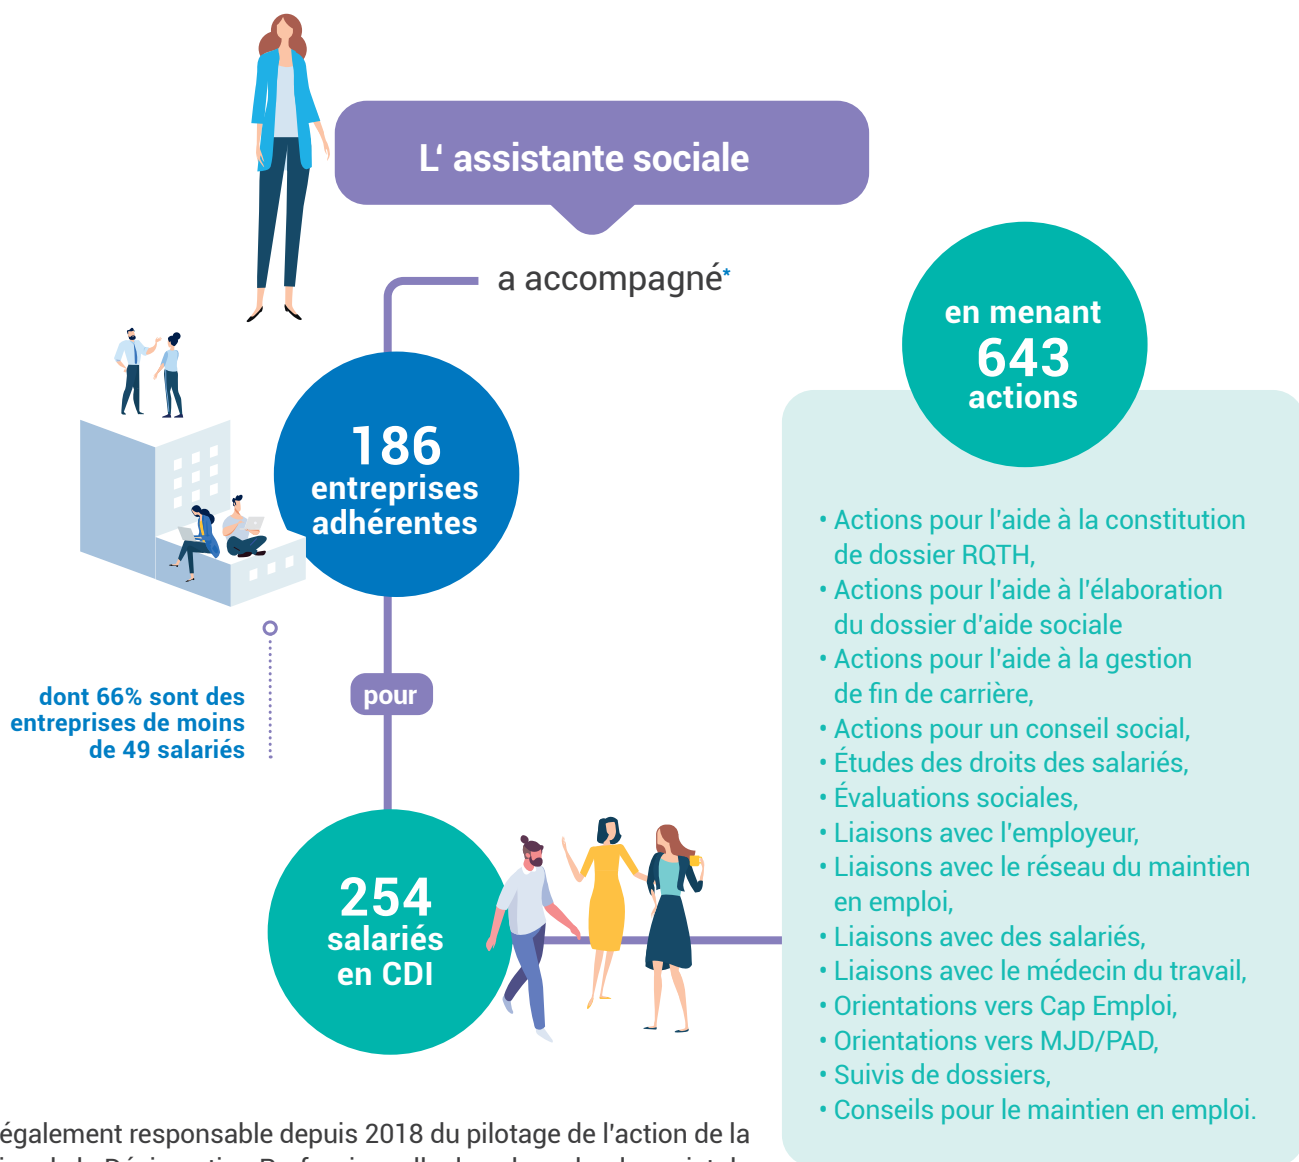 L‘ assistante sociale
a accompagné*
186
entreprises
adhérentes
dont 66% sont des
entreprises de moins
de 49 salariés
pour
254
salariés
en CDI
en menant
643
actions
• Actions pour l'aide à la constitution
de dossier RQTH,
• Actions pour l'aide à l'élaboration
du dossier d'aide sociale
• Actions pour l'aide à la gestion
de fin de carrière,
• Actions pour un conseil social,
• Études des droits des salariés,
• Évaluations sociales,
• Liaisons avec l'employeur,
• Liaisons avec le réseau du maintien
en emploi,
• Liaisons avec des salariés,
• Liaisons avec le médecin du travail,
• Orientations vers Cap Emploi,
• Orientations vers MJD/PAD,
• Suivis de dossiers,
• Conseils pour le maintien en emploi.
également responsable depuis 2018 du pilotage de l'action de la